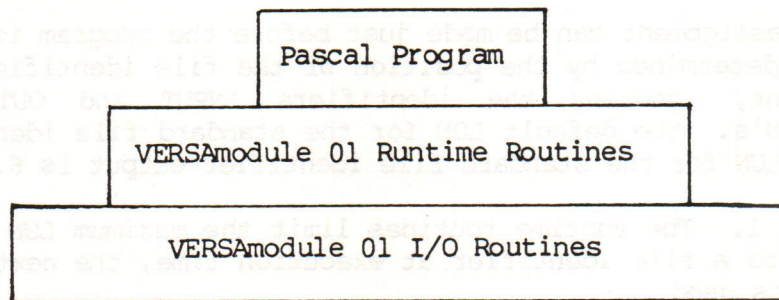 Pascal Program
VERSAmodule 01 Runtime Routines
VERSAmodule 01 I/O Routines